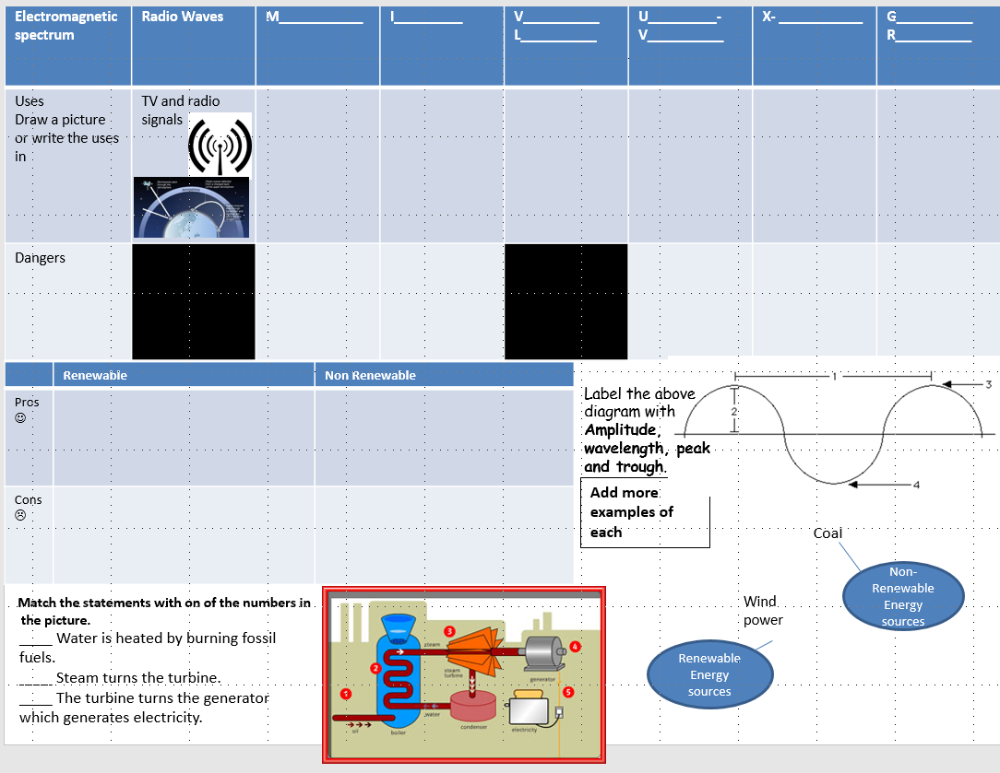 Electromagnetic
spectrum
Radio Waves
M___________
I_________
V__________
L__________
U_________-
V__________
X- ___________
G__________
R__________
Uses
Draw a picture
or write the uses
in
TV and radio
signals
Dangers
Renewable
Non Renewable
Pros
☺
Cons
☹
Label the above
diagram with
Amplitude,
wavelength, peak
and trough.
1
2
3
4
Add more
examples of
each
Coal
Non-
Renewable
Energy
sources
Wind
power
Renewable
Energy
sources
Match the statements with on of the numbers in
the picture.
____ Water is heated by burning fossil
fuels.
_____ Steam turns the turbine.
____ The turbine turns the generator
which generates electricity.
1
2
3
4
5
steam
steam
turbine
generator
water
oil
boiler
condenser
electricity